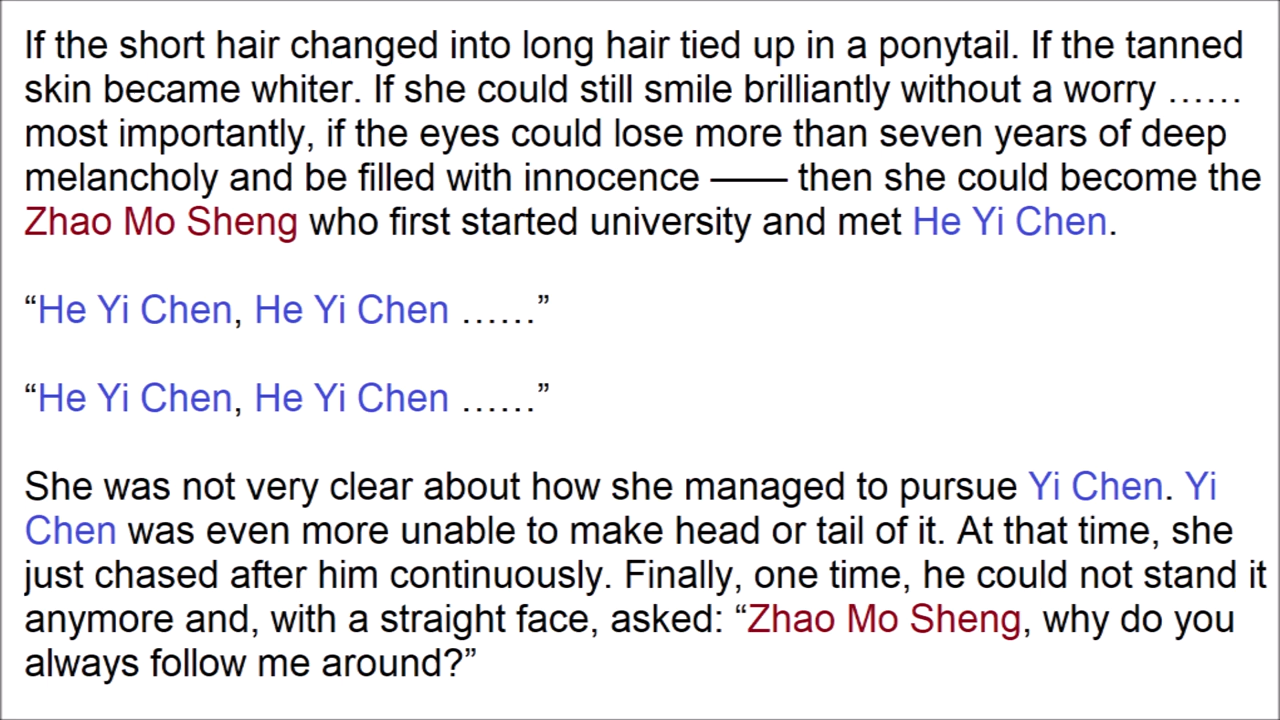 If the short hair changed into long hair tied up in a ponytail. If the tanned
skin became whiter. If she could still smile brilliantly without a worry ……
most importantly, if the eyes could lose more than seven years of deep
melancholy and be filled with innocence —— then she could become the
Zhao Mo Sheng who first started university and met He Yi Chen.
“He Yi Chen, He Yi Chen ……”
“He Yi Chen, He Yi Chen ……”
She was not very clear about how she managed to pursue Yi Chen. Yi
Chen was even more unable to make head or tail of it. At that time, she
just chased after him continuously. Finally, one time, he could not stand it
anymore and, with a straight face, asked: “Zhao Mo Sheng, why do you
always follow me around?”